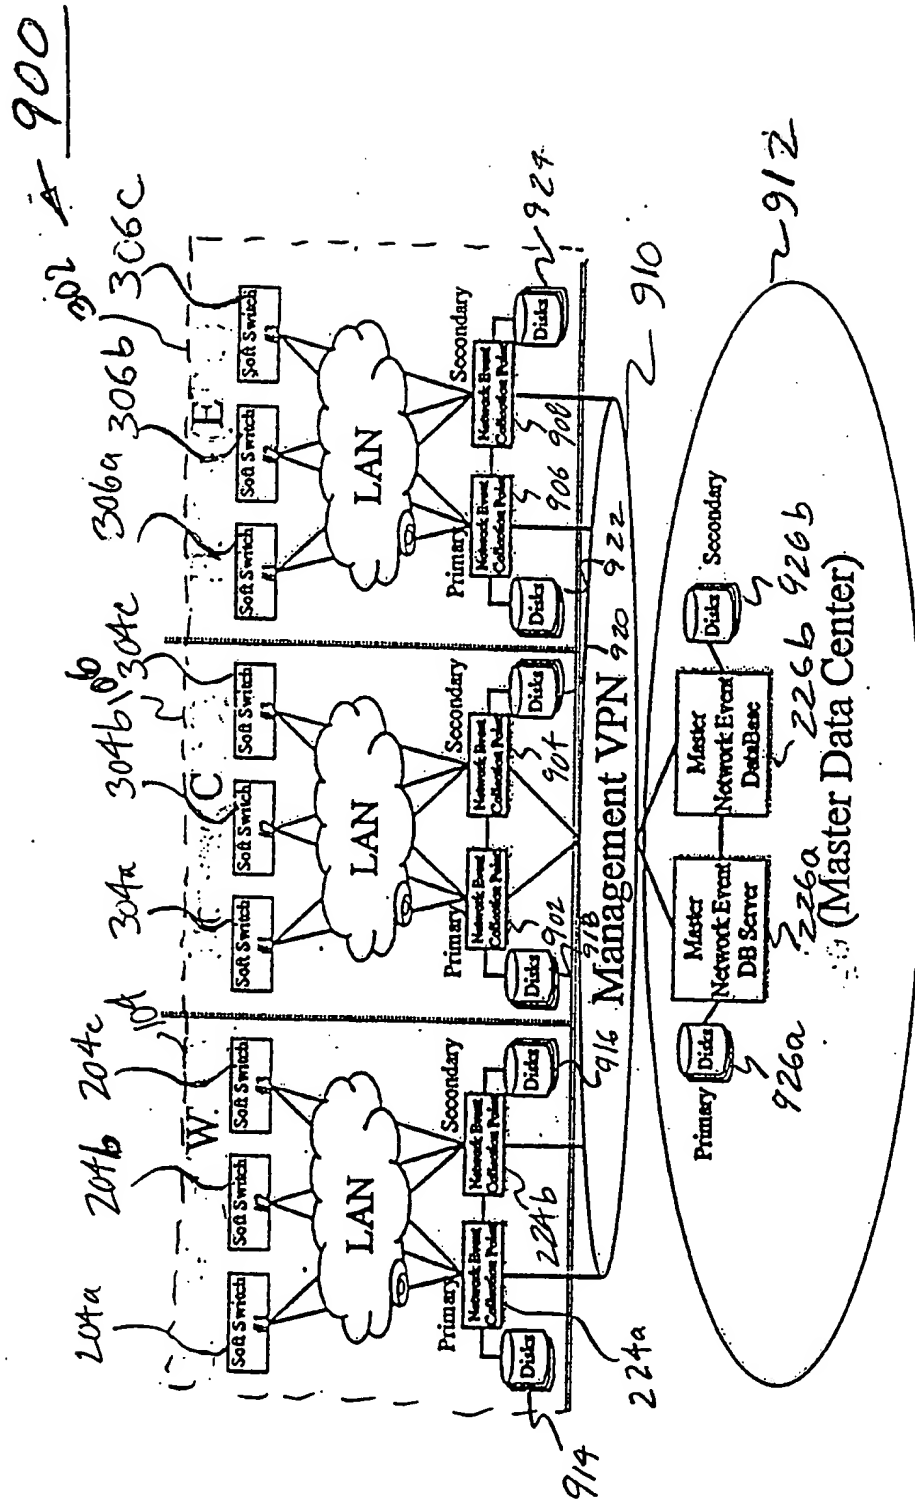 900
204a
204b
204c
104
304a
304b
106
304c
306a
306b
302
306c
W.
C
E
Soft Switch
#1
Soft Switch
#2
Soft Switch
#3
Soft Switch
#1
Soft Switch
#2
Soft Switch
#3
Soft Switch
#1
Soft Switch
#2
Soft Switch
#3
LAN
LAN
LAN
Primary
Secondary
Primary
Secondary
Primary
Secondary
Network Event
Collection Point
Network Event
Collection Point
Network Event
Collection Point
Network Event
Collection Point
Network Event
Collection Point
Network Event
Collection Point
Disks
Disks
Disks
Disks
Disks
Disks
914
224a
224b
916
918
902
904
920
922
906
908
924
Management VPN
910
912
Primary
Disks
926a
Master
Network Event
DB Server
226a
Master
Network Event
DataBase
226b
Disks
Secondary
926b
(Master Data Center)